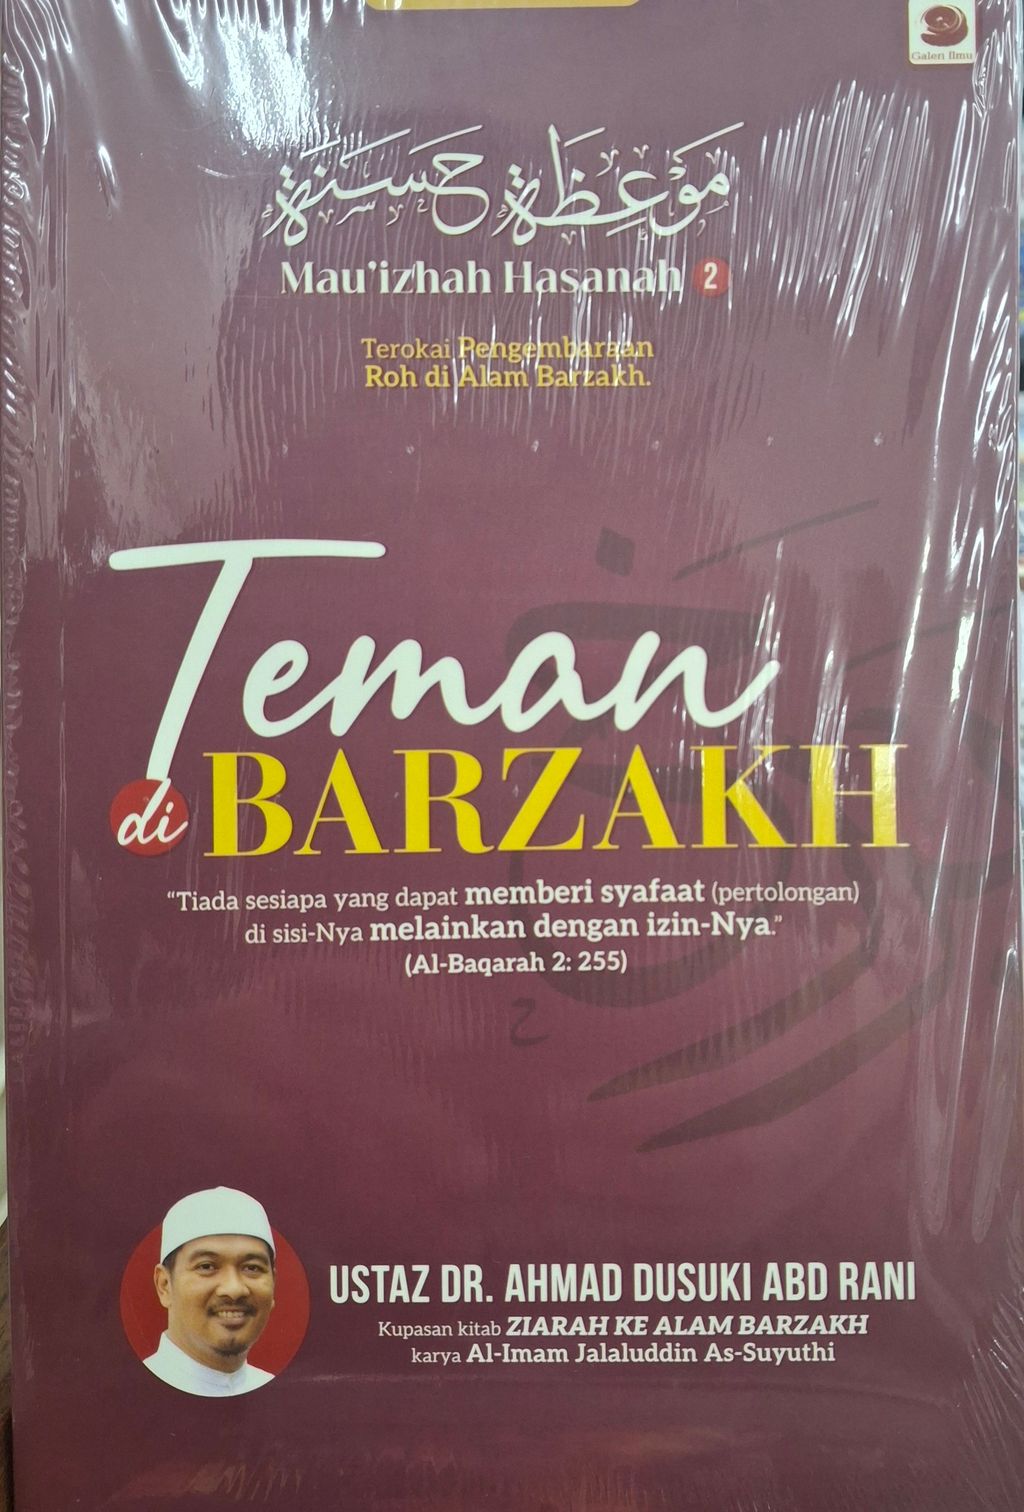 Galen Ilmu
مَوْعِظَة حَسَنَة
Mau'izhah Hasanah 2
Terokai Pengembaraan
Roh di Alam Barzakh.
Teman
di BARZAKH
“Tiada sesiapa yang dapat memberi syafaat (pertolongan)
di sisi-Nya melainkan dengan izin-Nya.”
(Al-Baqarah 2: 255)
USTAZ DR. AHMAD DUSUKI ABD RANI
Kupasan kitab ZIARAH KE ALAM BARZAKH
karya Al-Imam Jalaluddin As-Suyuthi